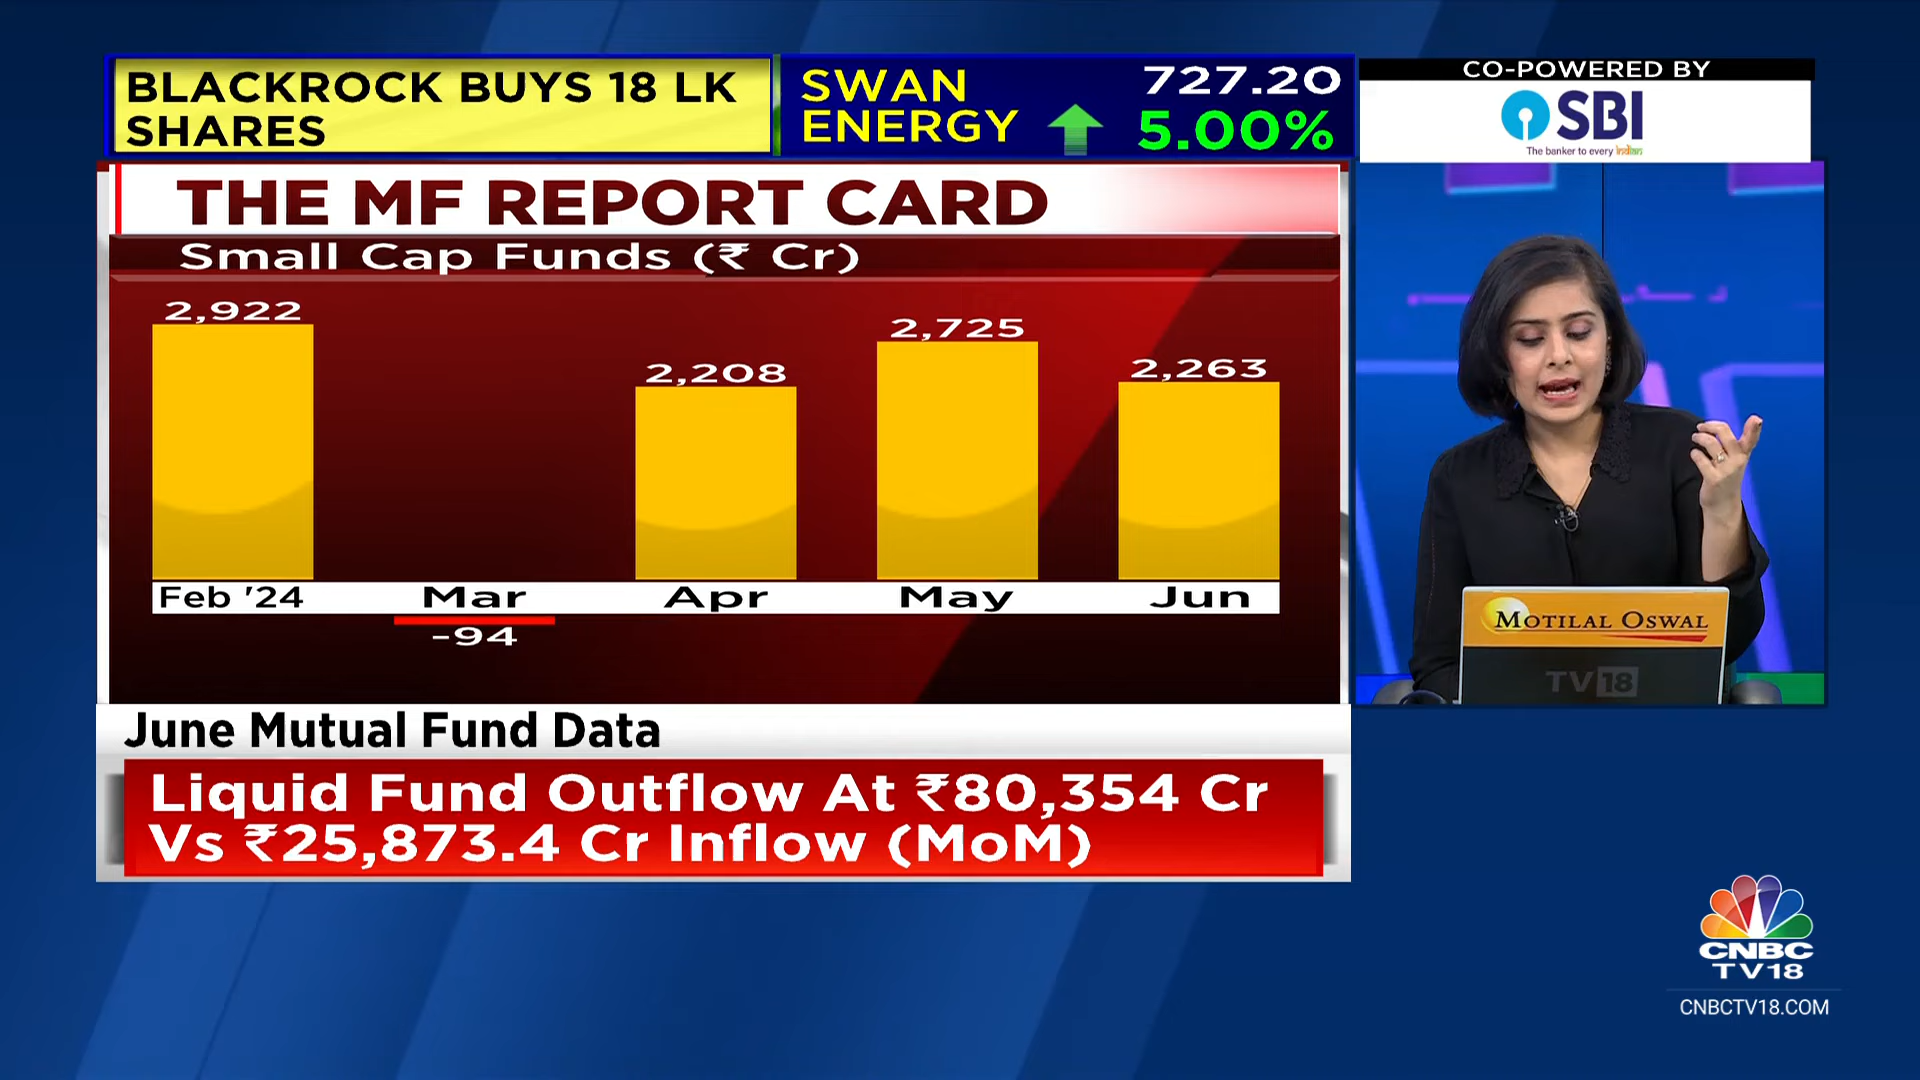 BLACKROCK BUYS 18 LK
SHARES
SWAN
ENERGY
727.20
5.00%
CO-POWERED BY
SBI
The banker to every indian
THE MF REPORT CARD
Small Cap Funds (₹ Cr)
2,922
2,208
2,725
2,263
Feb '24
Mar
Apr
May
Jun
-94
MOTILAL OSWAL
TV18
June Mutual Fund Data
Liquid Fund Outflow At ₹80,354 Cr
Vs ₹25,873.4 Cr Inflow (MoM)
CNBC
TV18
CNBCTV18.COM